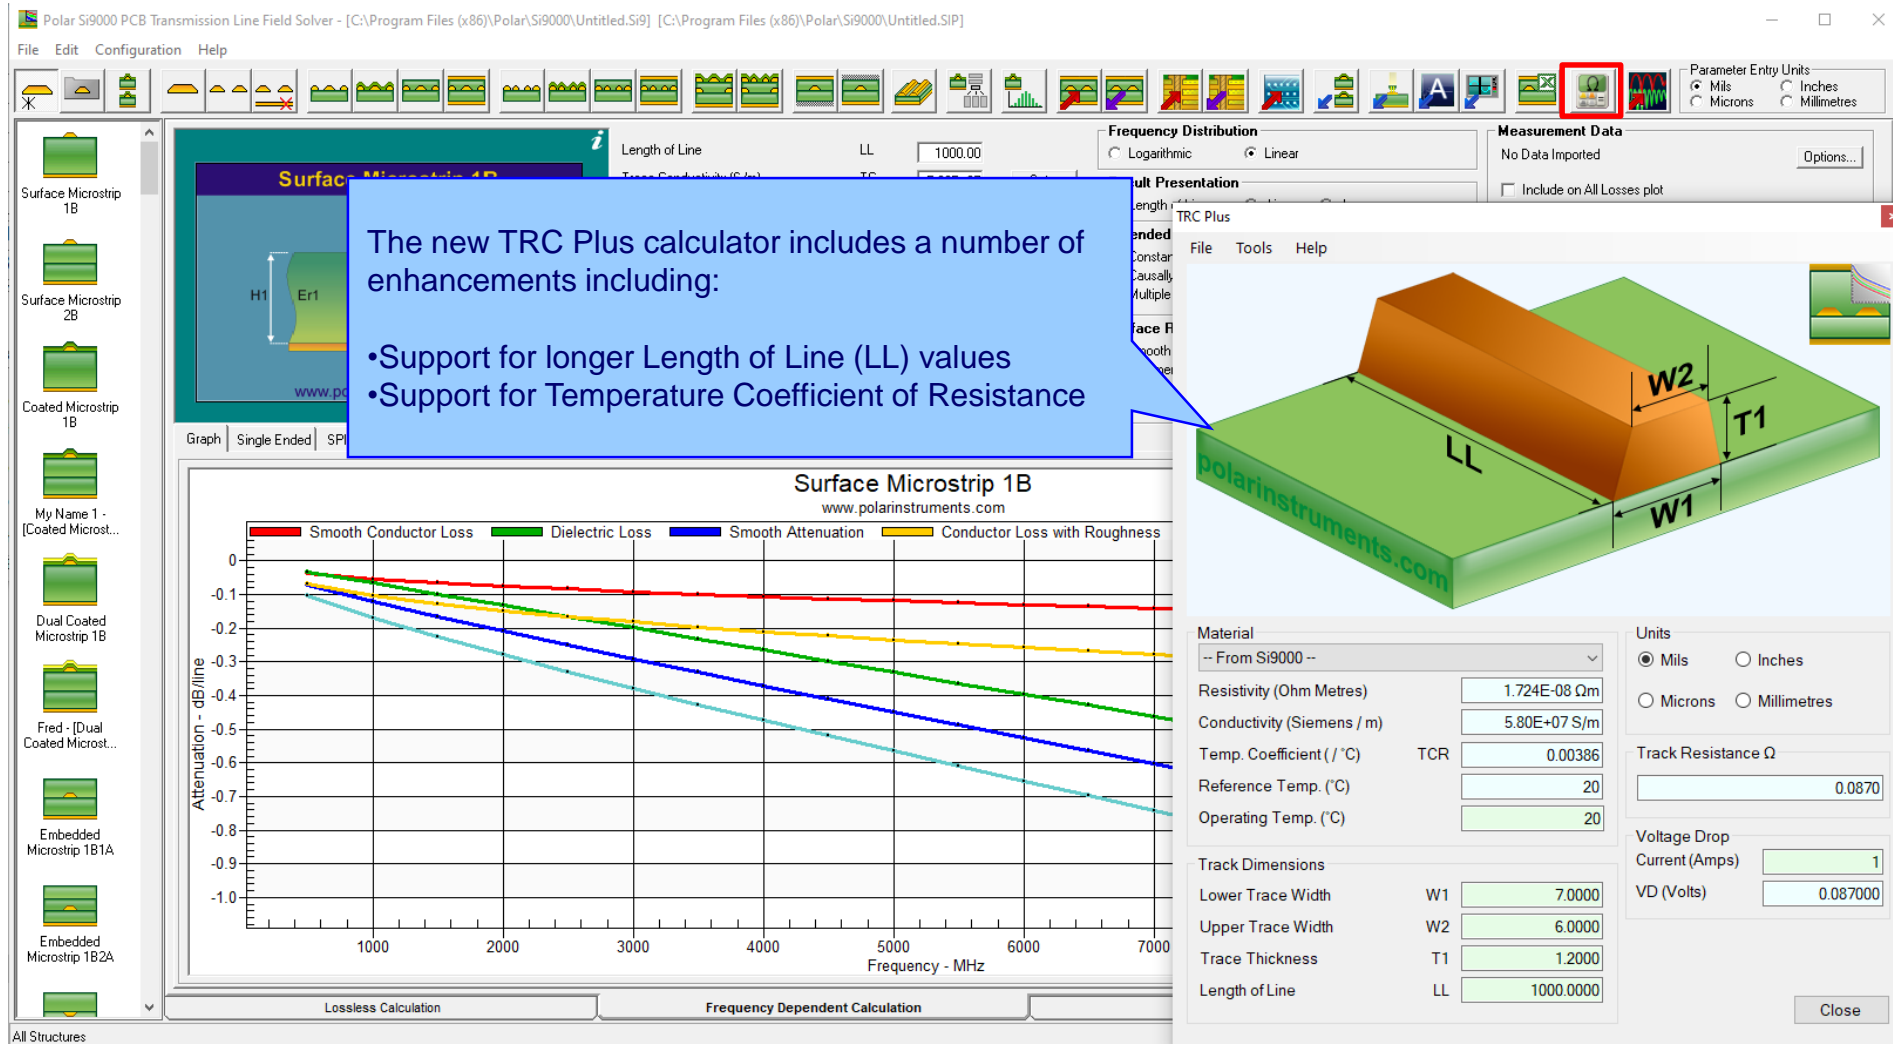 Polar Si9000 PCB Transmission Line Field Solver - [C:\Program Files (x86)\Polar\Si9000\Untitled.Si9]  [C:\Program Files (x86)\Polar\Si9000\Untitled.SIP]
File Edit Configuration Help
Parameter Entry Units
Mils Inches
Microns Millimetres
Surface Microstrip
1B
Surface Microstrip
2B
Coated Microstrip
1B
My Name 1 -
[Coated Microst...
Dual Coated
Microstrip 1B
Fred - [Dual
Coated Microst...
Embedded
Microstrip 1B1A
Embedded
Microstrip 1B2A
All Structures
H1 Er1
Length of Line LL 1000.00
Frequency Distribution
Logarithmic Linear
Measurement Data
No Data Imported
Options...
Include on All Losses plot
The new TRC Plus calculator includes a number of
enhancements including:
•Support for longer Length of Line (LL) values
•Support for Temperature Coefficient of Resistance
Graph Single Ended
Surface Microstrip 1B
www.polarinstruments.com
Smooth Conductor Loss Dielectric Loss Smooth Attenuation Conductor Loss with Roughness
Attenuation - dB/line
0
-0.1
-0.2
-0.3
-0.4
-0.5
-0.6
-0.7
-0.8
-0.9
-1.0
1000 2000 3000 4000 5000 6000 7000
Frequency - MHz
Lossless Calculation Frequency Dependent Calculation
TRC Plus
File Tools Help
W2
T1
LL
W1
polarinstruments.com
Material
-- From Si9000 --
Resistivity (Ohm Metres) 1.724E-08 Ωm
Conductivity (Siemens / m) 5.80E+07 S/m
Temp. Coefficient ( / °C) TCR 0.00386
Reference Temp. (°C) 20
Operating Temp. (°C) 20
Track Dimensions
Lower Trace Width W1 7.0000
Upper Trace Width W2 6.0000
Trace Thickness T1 1.2000
Length of Line LL 1000.0000
Units
Mils Inches
Microns Millimetres
Track Resistance Ω
0.0870
Voltage Drop
Current (Amps) 1
VD (Volts) 0.087000
Close